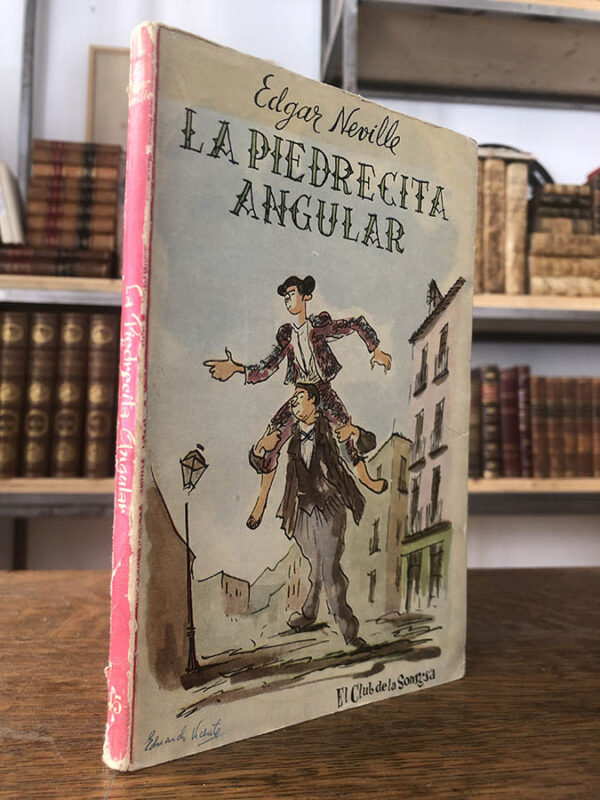 Edgar Neville
LA PIEDRECITA
ANGULAR
El Club de la Sonrisa
Eduardo Vicente
La Piedrecita Angular